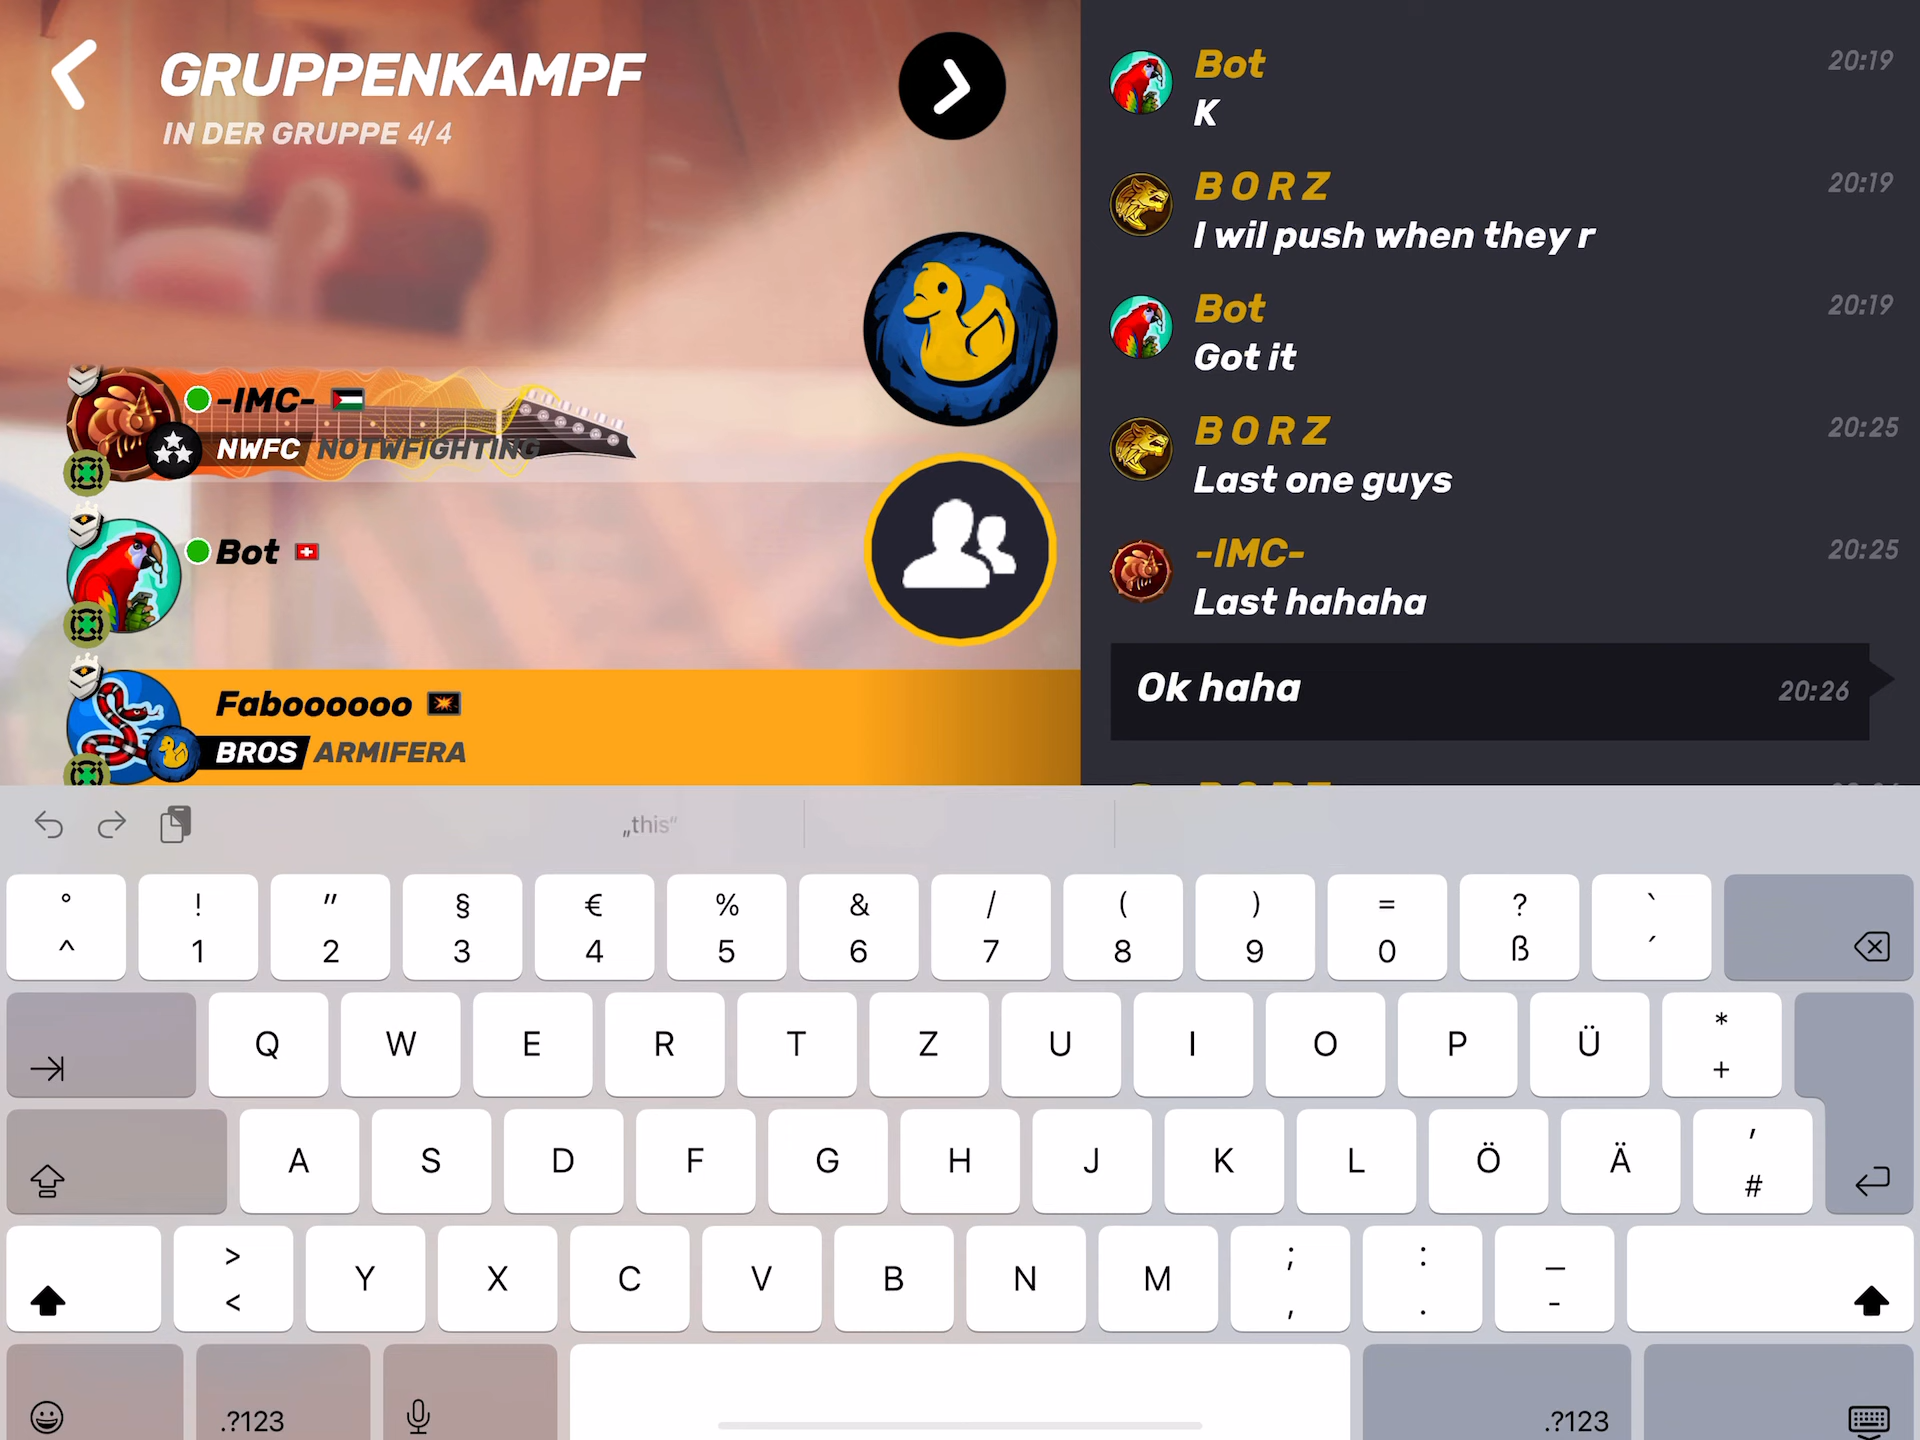 GRUPPENKAMPF
IN DER GRUPPE 4/4
-IMC-
NWFC NOTWFIGHTING
Bot
Faboooooo
BROS ARMIFERA
Bot 20:19
K
BORZ 20:19
I wil push when they r
Bot 20:19
Got it
BORZ 20:25
Last one guys
-IMC- 20:25
Last hahaha
Ok haha 20:26
„this“
° ! " § € % & / ( ) = ? `
^ 1 2 3 4 5 6 7 8 9 0 ß ´
Q W E R T Z U I O P Ü * +
A S D F G H J K L Ö Ä ' #
> < Y X C V B N M ; , : . _ -
.?123 .?123